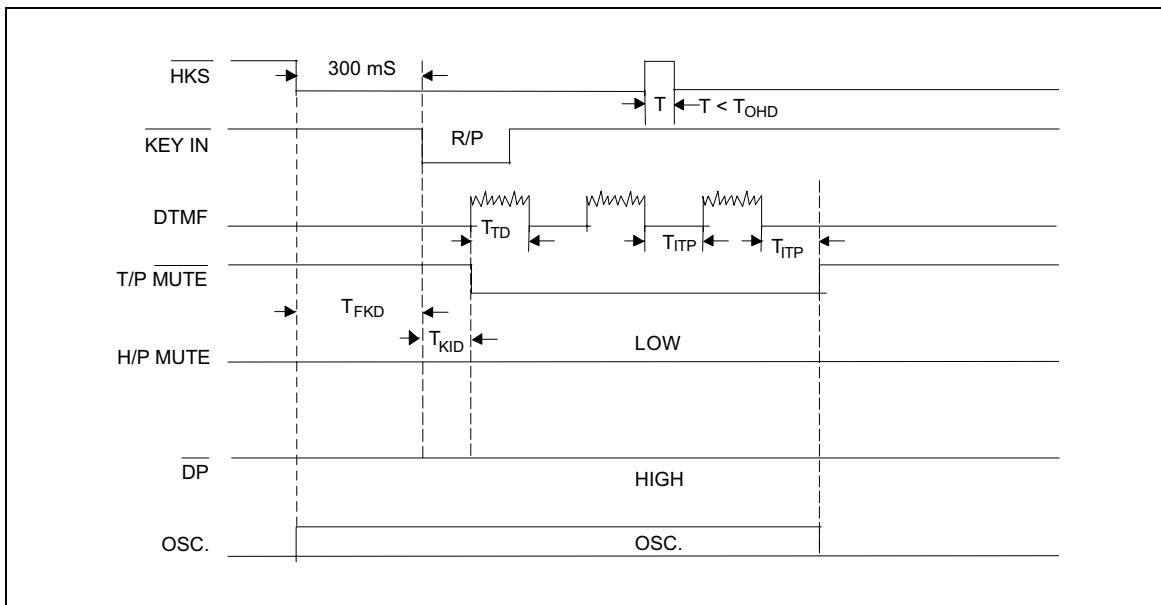 HKS
300 mS
T
T < TOHD
KEY IN
R/P
DTMF
TTD
TITP
TITP
T/P MUTE
TFKD
TKID
LOW
H/P MUTE
DP
HIGH
OSC.
OSC.